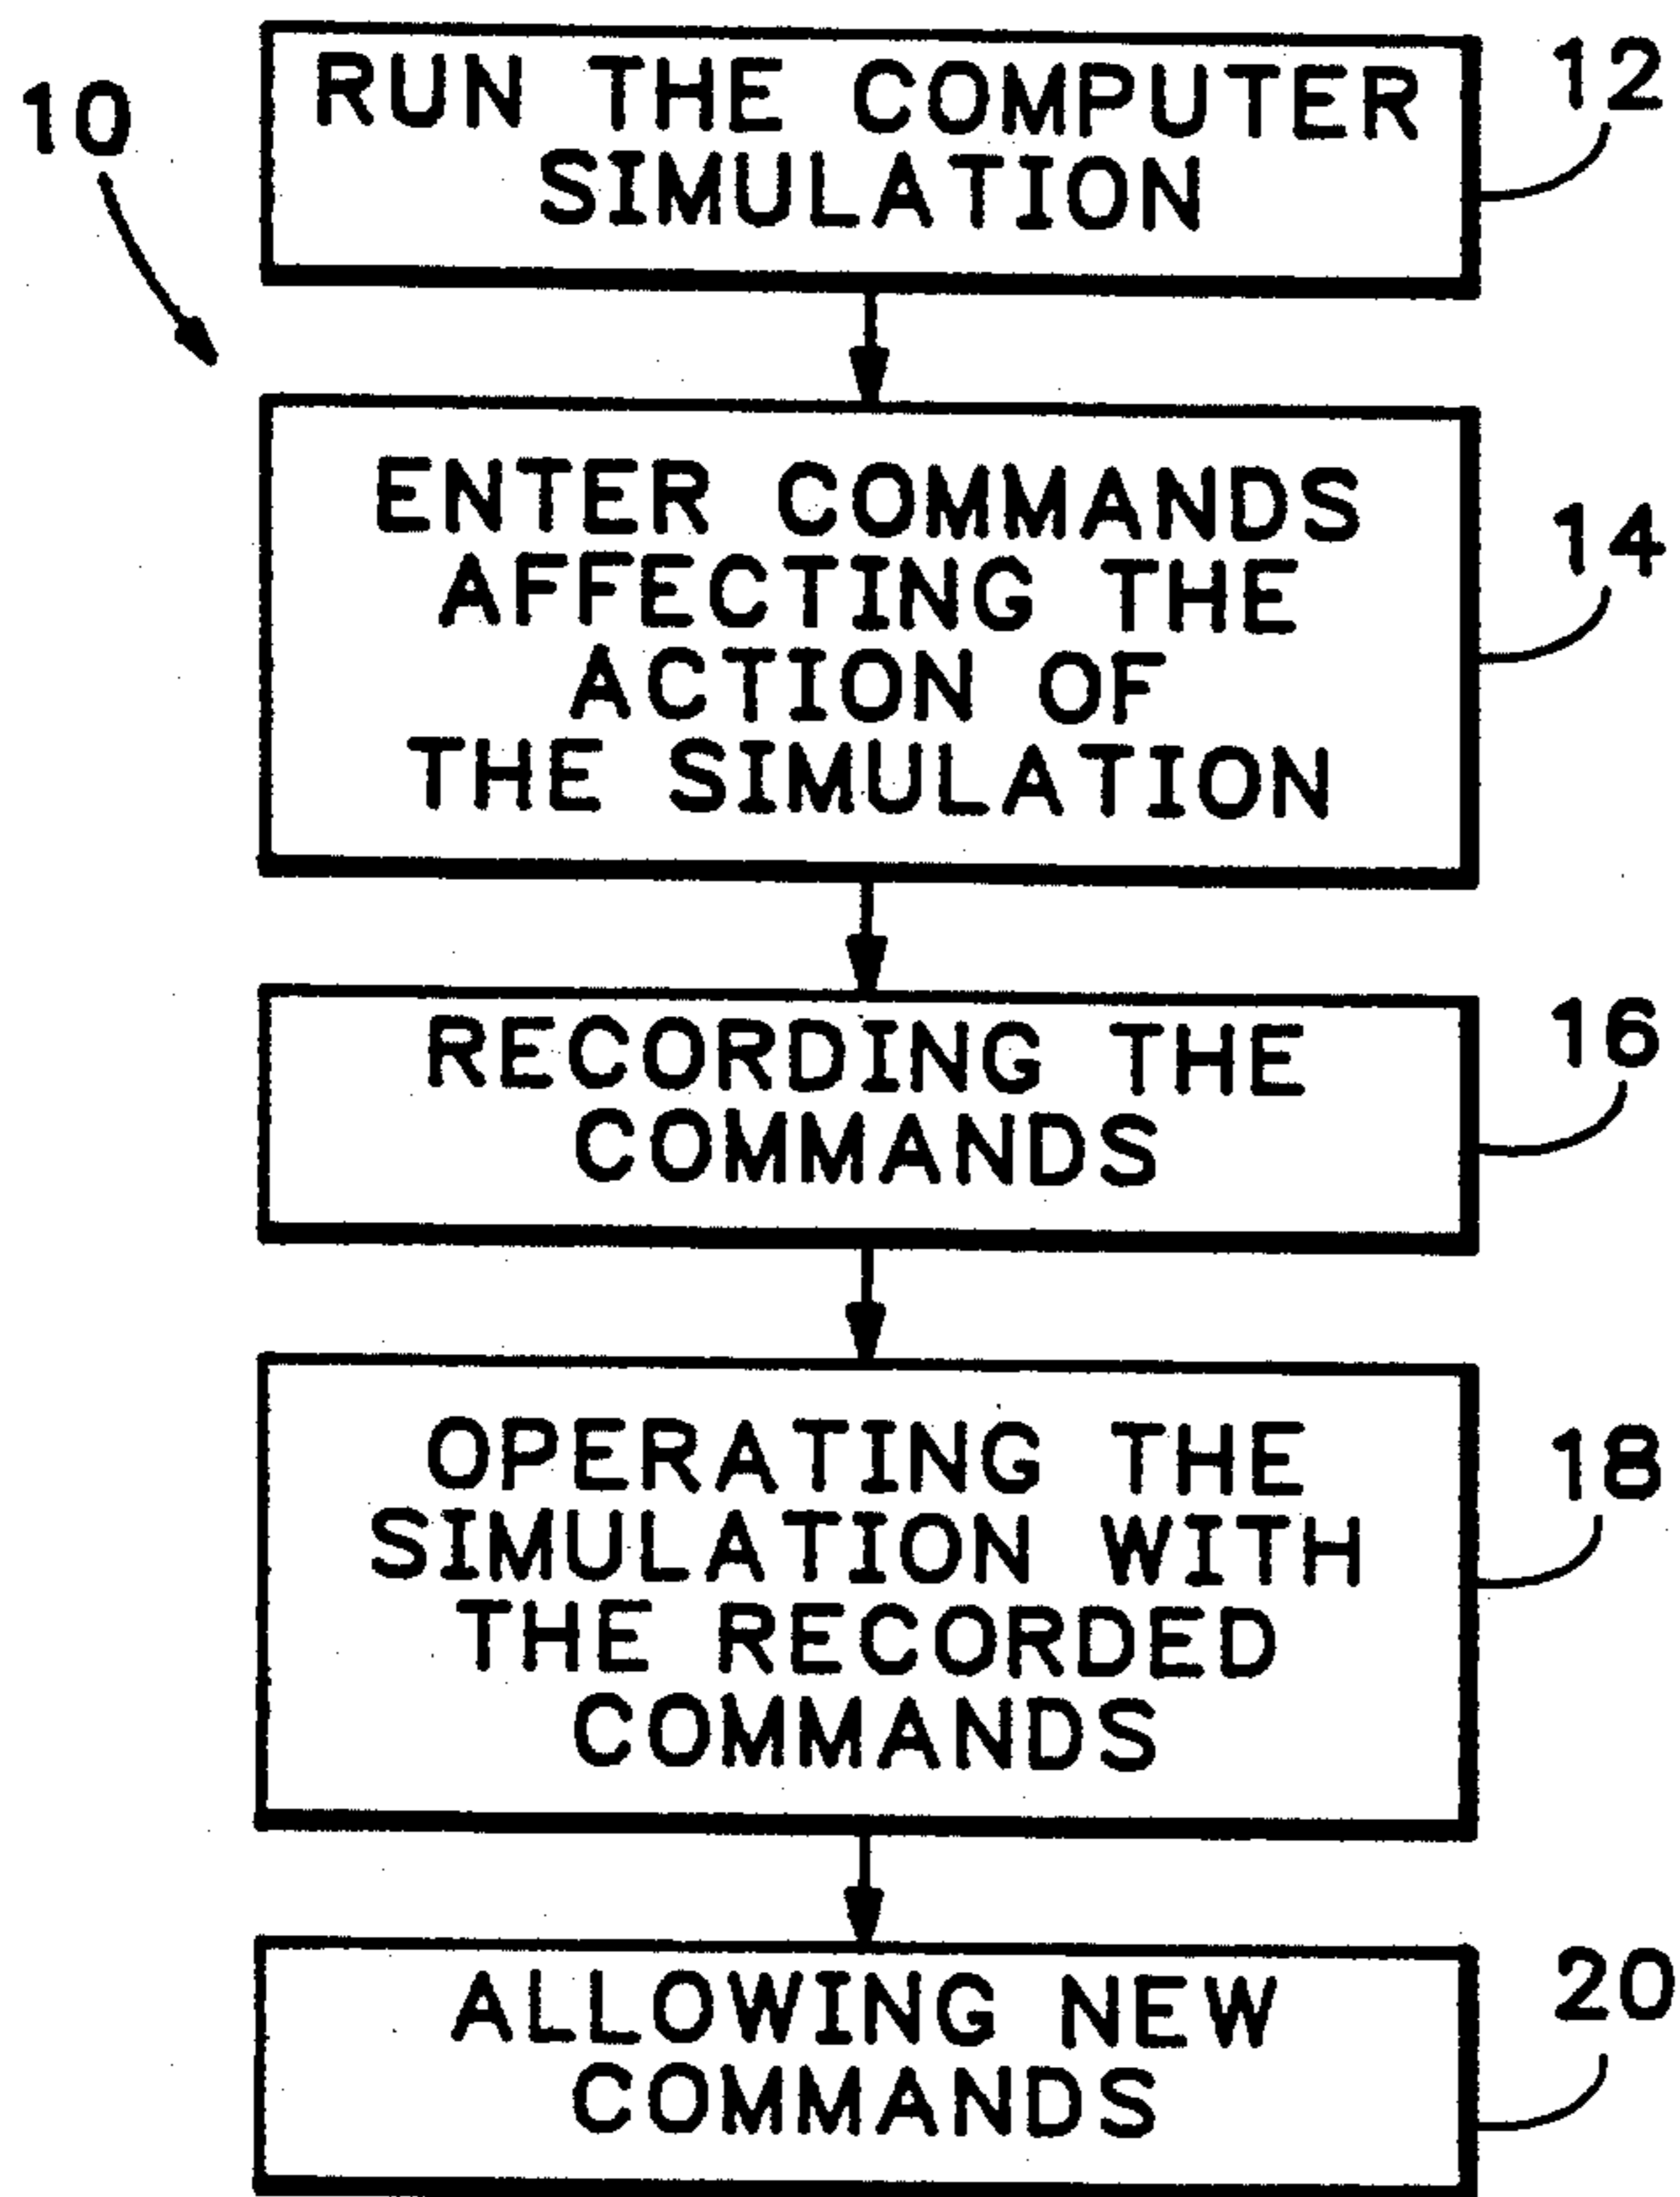 10
RUN THE COMPUTER
SIMULATION
12
ENTER COMMANDS
AFFECTING THE
ACTION OF
THE SIMULATION
14
RECORDING THE
COMMANDS
16
OPERATING THE
SIMULATION WITH
THE RECORDED
COMMANDS
18
ALLOWING NEW
COMMANDS
20